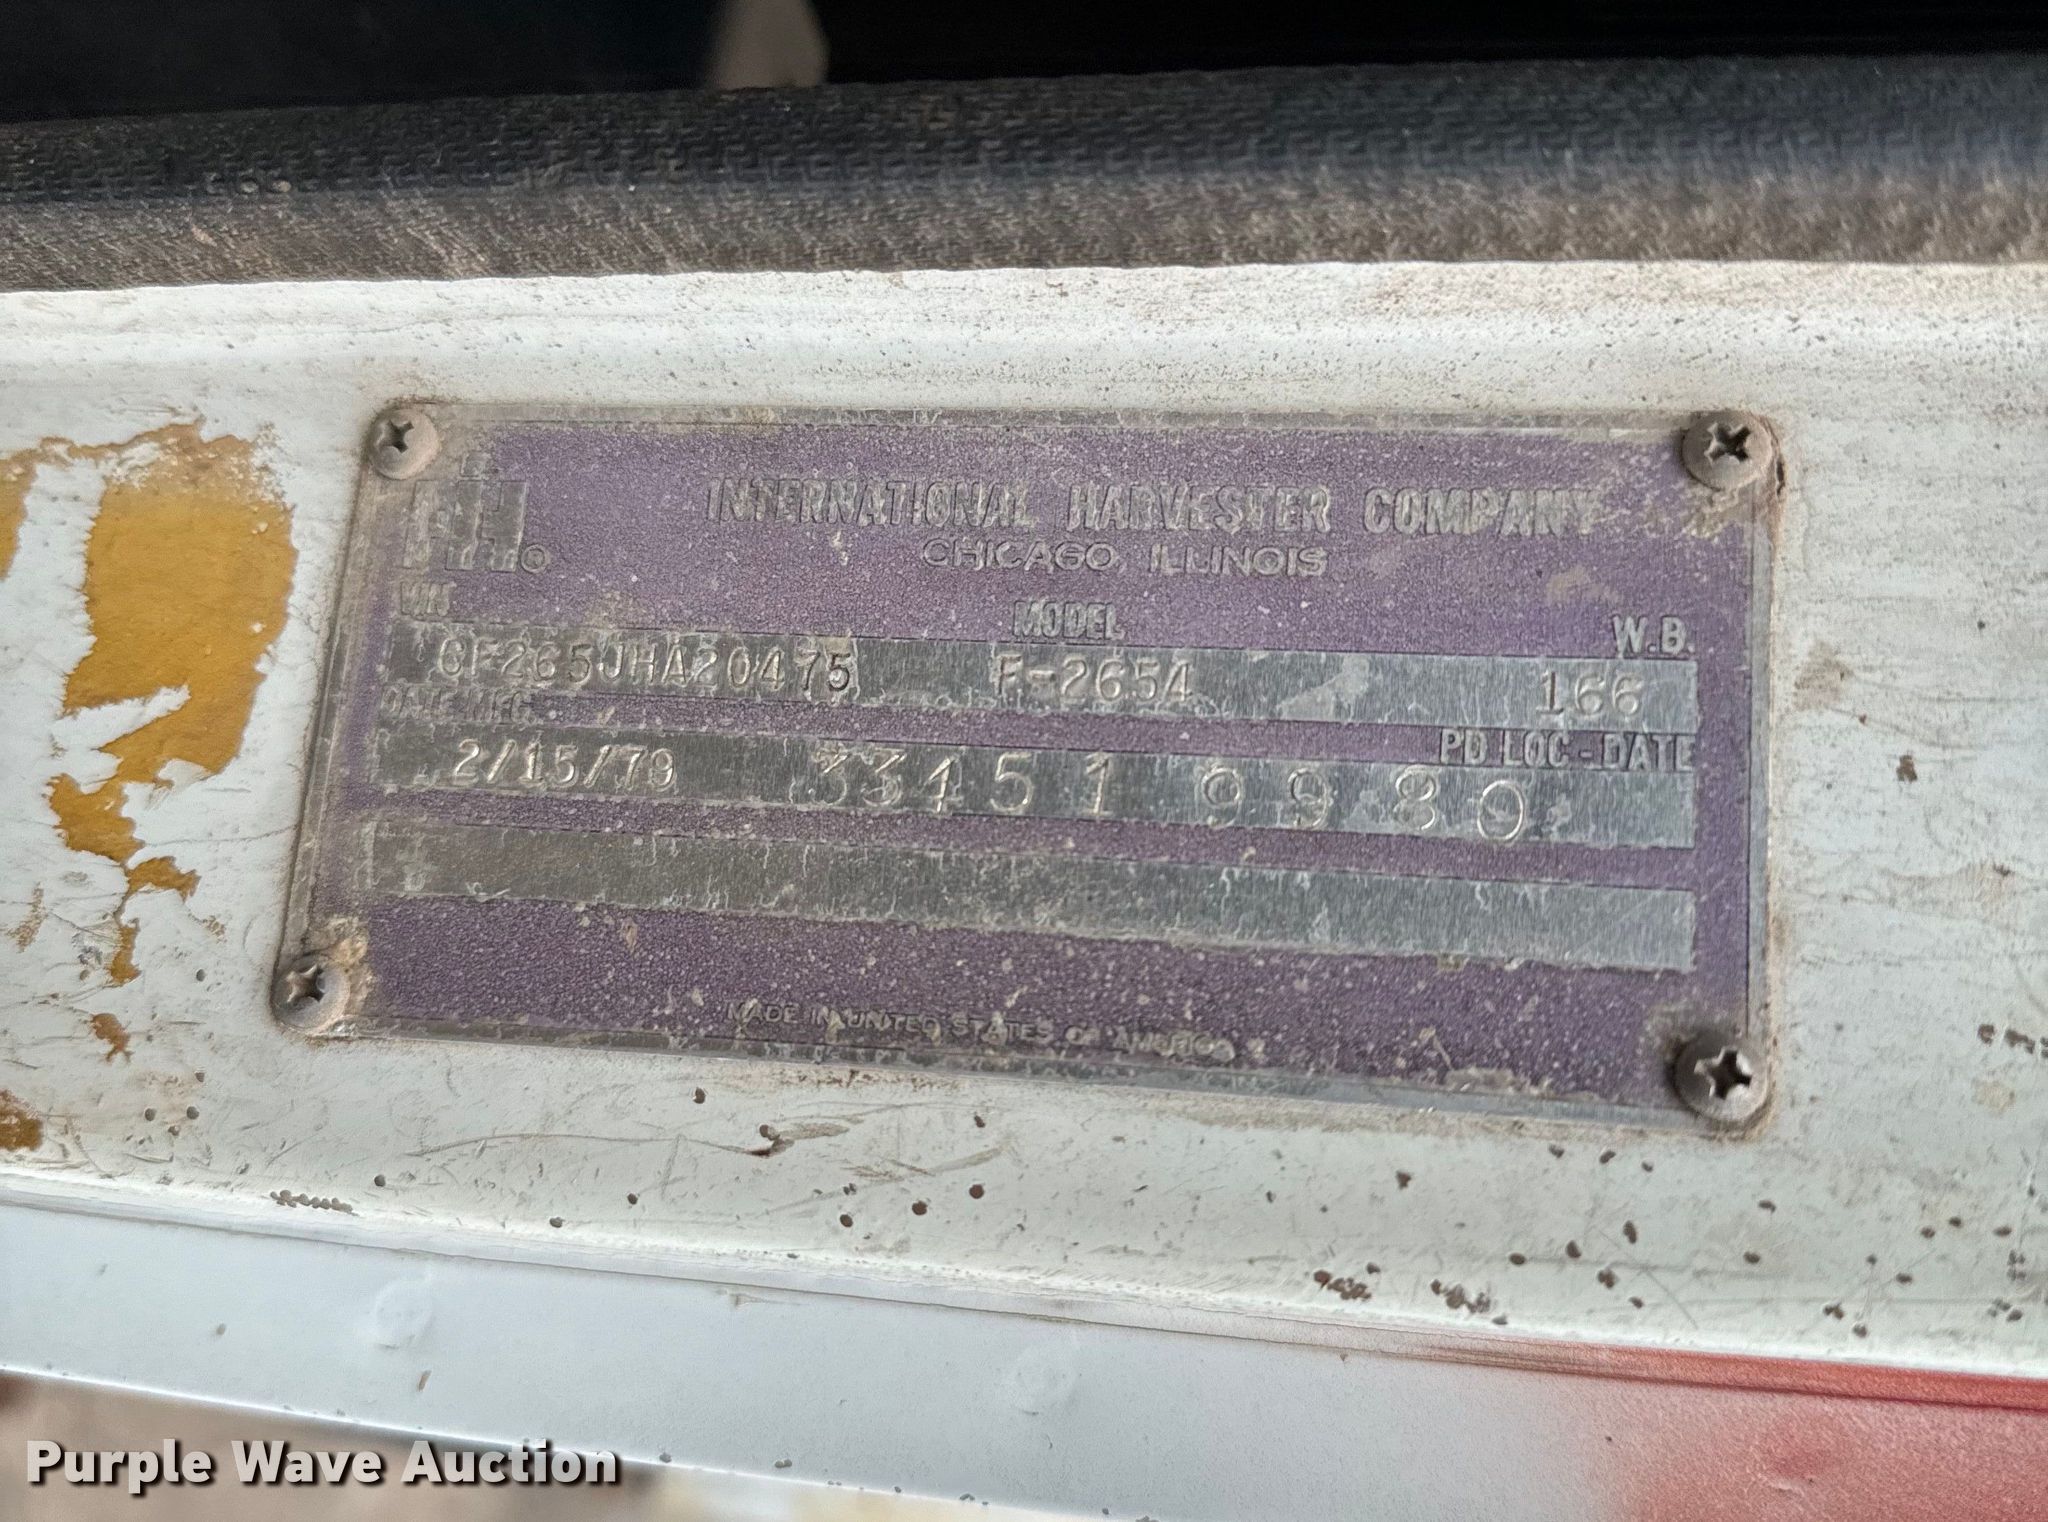 IH®
INTERNATIONAL HARVESTER COMPANY
CHICAGO, ILLINOIS
VIN MODEL W.B.
CF265JHA20475 F-2654 166
DATE MFG. PD LOC-DATE
2/15/79 33451 9980
MADE IN UNITED STATES OF AMERICA
Purple Wave Auction